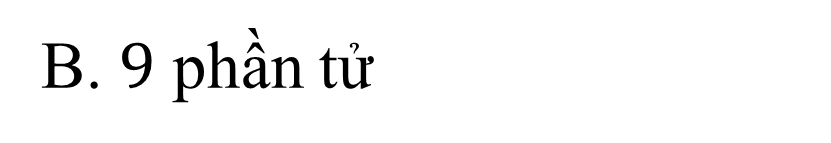 B. 9 phần tử